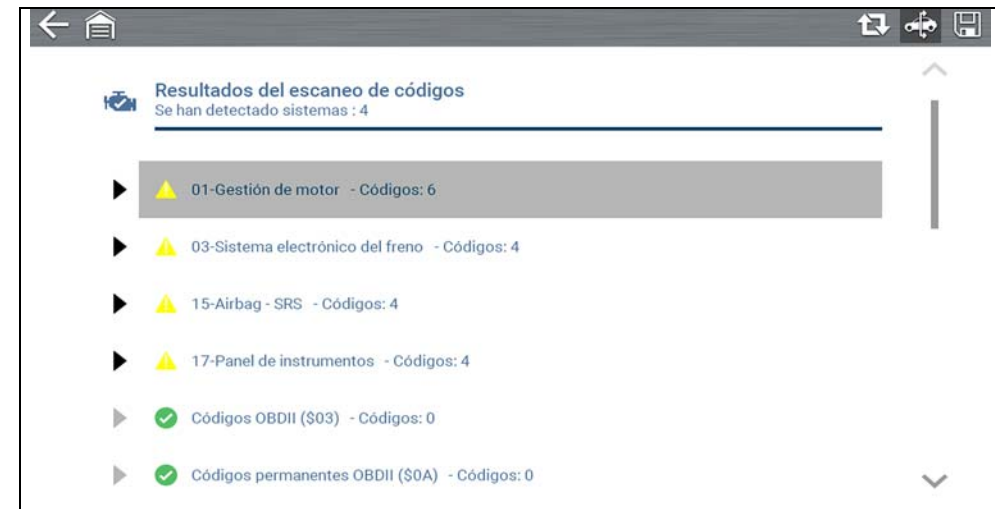 Resultados del escaneo de códigos
Se han detectado sistemas : 4
01-Gestión de motor - Códigos: 6
03-Sistema electrónico del freno - Códigos: 4
15-Airbag - SRS - Códigos: 4
17-Panel de instrumentos - Códigos: 4
Códigos OBDII ($03) - Códigos: 0
Códigos permanentes OBDII ($0A) - Códigos: 0